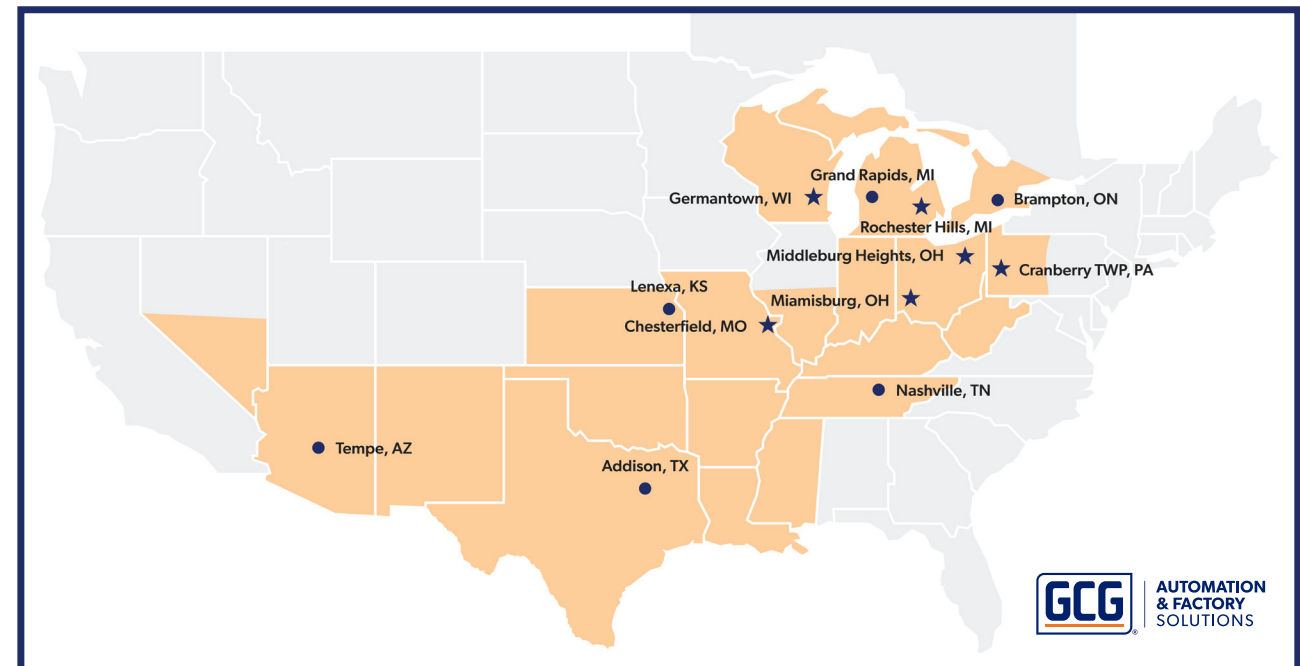 Grand Rapids, MI
Germantown, WI
Brampton, ON
Rochester Hills, MI
Middleburg Heights, OH
Cranberry TWP, PA
Lenexa, KS
Miamisburg, OH
Chesterfield, MO
Nashville, TN
Tempe, AZ
Addison, TX
GCG®
AUTOMATION
& FACTORY
SOLUTIONS